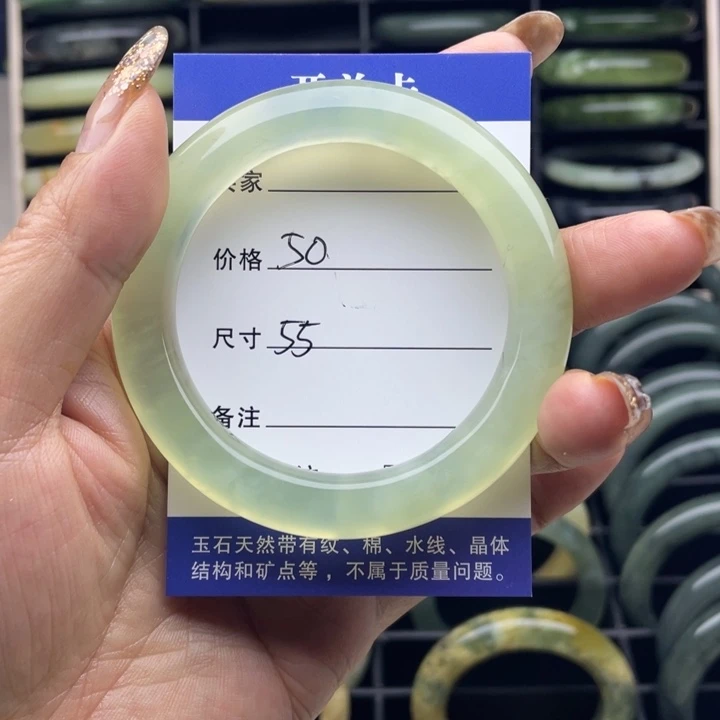 家
价格 50
尺寸 55
备注
玉石天然带有纹、棉、水线、晶体
结构和矿点等，不属于质量问题。